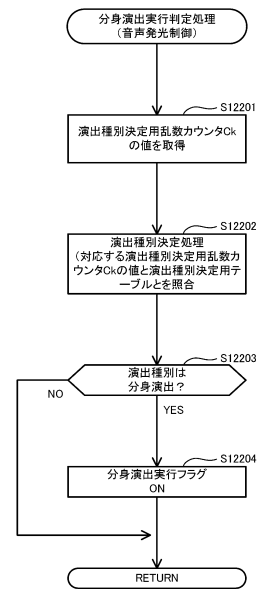 分身演出実行判定処理
（音声発光制御）
S12201
演出種別決定用乱数カウンタCk
の値を取得
S12202
演出種別決定処理
（対応する演出種別決定用乱数カ
ウンタCkの値と演出種別決定用テ
ーブルとを照合
S12203
演出種別は
分身演出？
NO
YES
S12204
分身演出実行フラグ
ON
RETURN